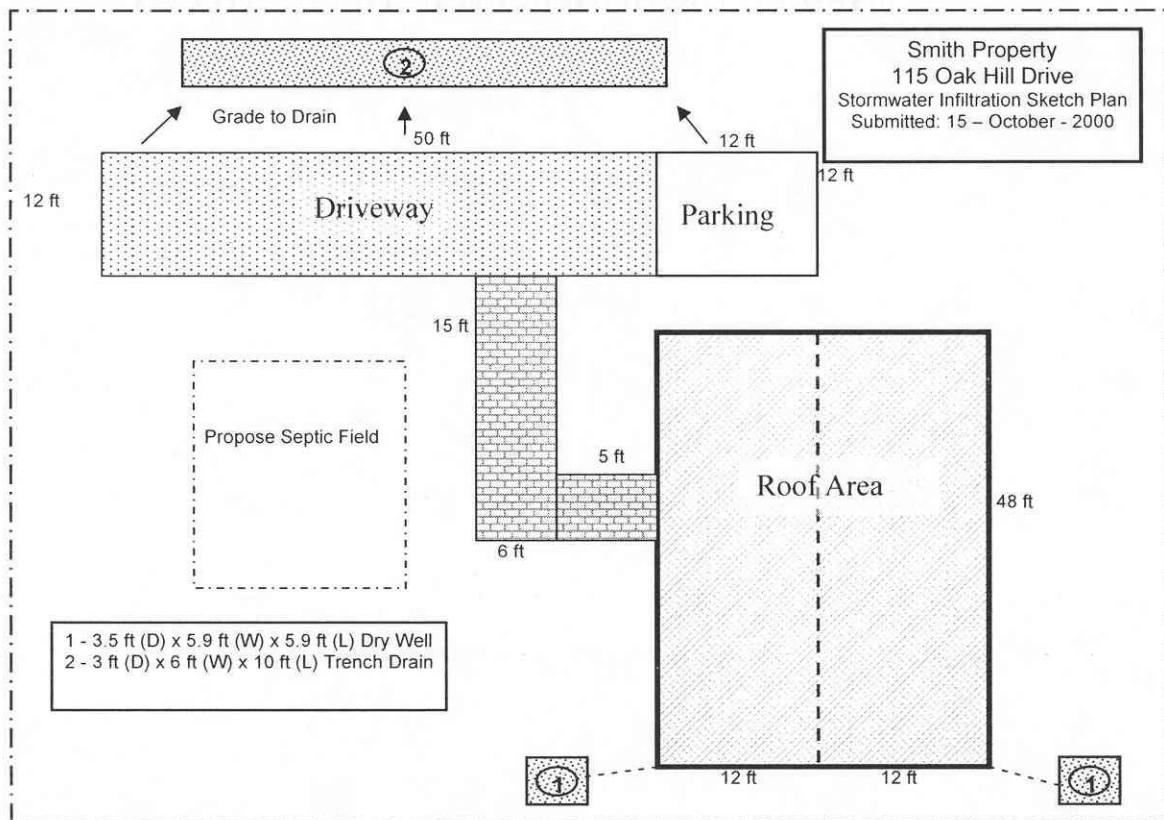 2
Smith Property
115 Oak Hill Drive
Stormwater Infiltration Sketch Plan
Submitted: 15 – October - 2000
Grade to Drain
50 ft
12 ft
12 ft
12 ft
Driveway
Parking
15 ft
Propose Septic Field
5 ft
Roof Area
48 ft
6 ft
1 - 3.5 ft (D) x 5.9 ft (W) x 5.9 ft (L) Dry Well
2 - 3 ft (D) x 6 ft (W) x 10 ft (L) Trench Drain
1
12 ft
12 ft
1